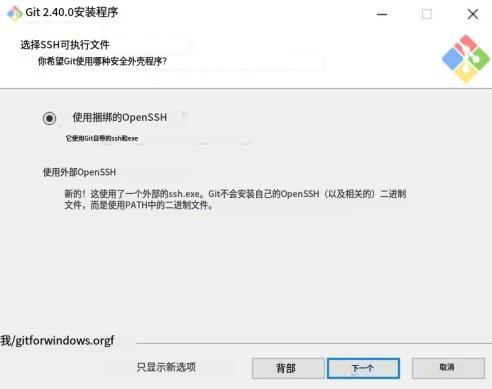 Git 2.40.0安装程序
选择SSH可执行文件
你希望Git使用哪种安全外壳程序?
使用捆绑的OpenSSH
它使用Git自带的ssh和exe
使用外部OpenSSH
新的！这使用了一个外部的ssh.exe。Git不会安装自己的OpenSSH（以及相关的）二进制
文件，而是使用PATH中的二进制文件。
我/gitforwindows.orgf
只显示新选项
背部
下一个
取消